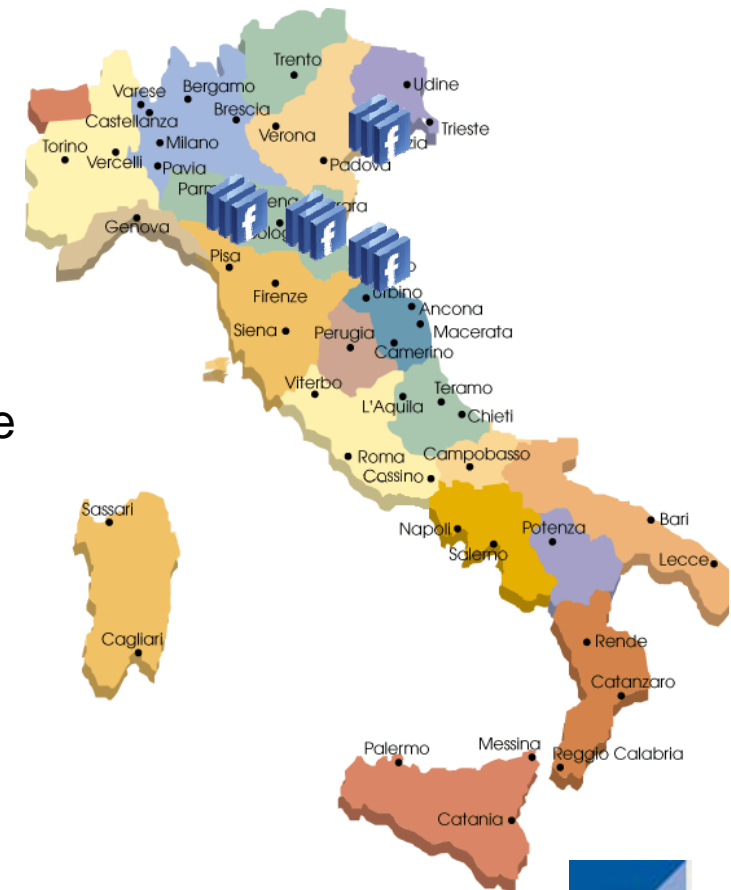 Trento
Udine
Varese
Bergamo
Brescia
Castellanza
Verona
Trieste
Milano
Torino
Vercelli
Pavia
Padova
Genova
Pisa
Firenze
Ancona
Siena
Perugia
Macerata
Camerino
Viterbo
Teramo
L'Aquila
Chieti
e
Roma
Campobasso
Cassino
Sassari
Napoli
Potenza
Bari
Salerno
Lecce
Cagliari
Rende
Catanzaro
Palermo
Messina
Reggio Calabria
Catania